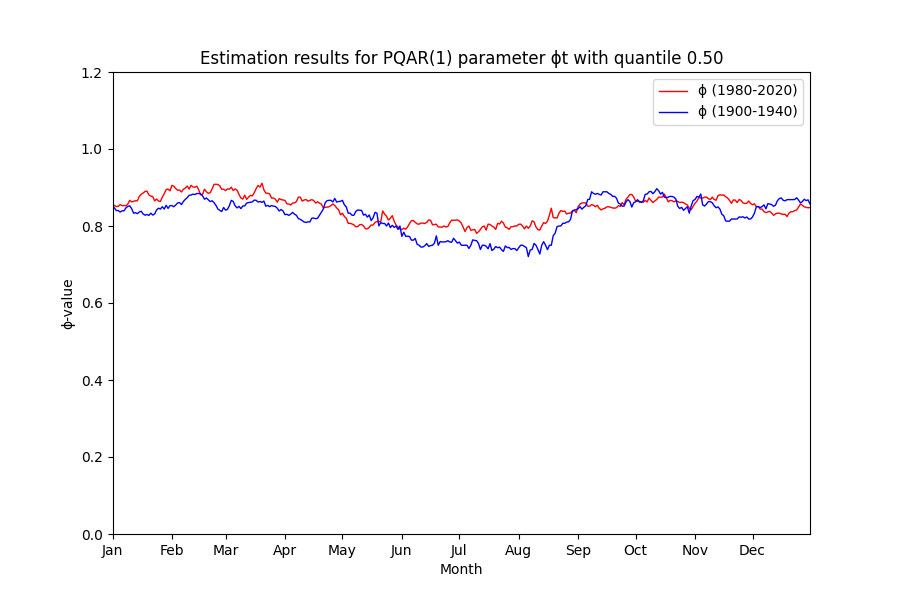 Estimation results for PQAR(1) parameter ϕt with quantile 0.50
ϕ (1980-2020)
ϕ (1900-1940)
1.2
1.0
0.8
0.6
0.4
0.2
0.0
ϕ-value
Jan Feb Mar Apr May Jun Jul Aug Sep Oct Nov Dec
Month